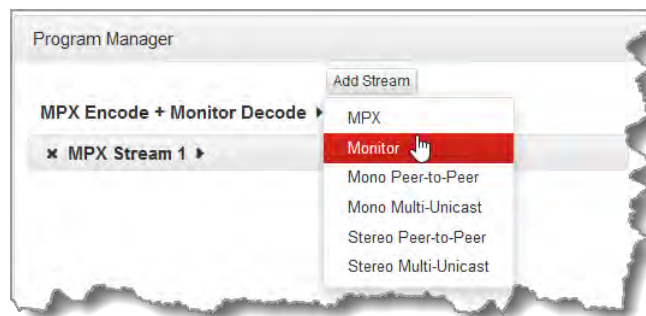 Program Manager
Add Stream
MPX Encode + Monitor Decode
MPX
Monitor
Mono Peer-to-Peer
Mono Multi-Unicast
Stereo Peer-to-Peer
Stereo Multi-Unicast
× MPX Stream 1